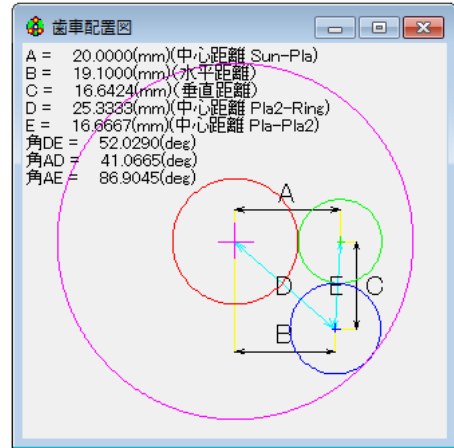 歯車配置図
A = 20.0000(mm)(中心距離 Sun-Pla)
B = 19.1000(mm)(水平距離)
C = 16.6424(mm)(垂直距離)
D = 25.3333(mm)(中心距離 Pla2-Ring)
E = 16.6667(mm)(中心距離 Pla-Pla2)
角DE = 52.0290(deg)
角AD = 41.0665(deg)
角AE = 86.9045(deg)
A
D E C
B